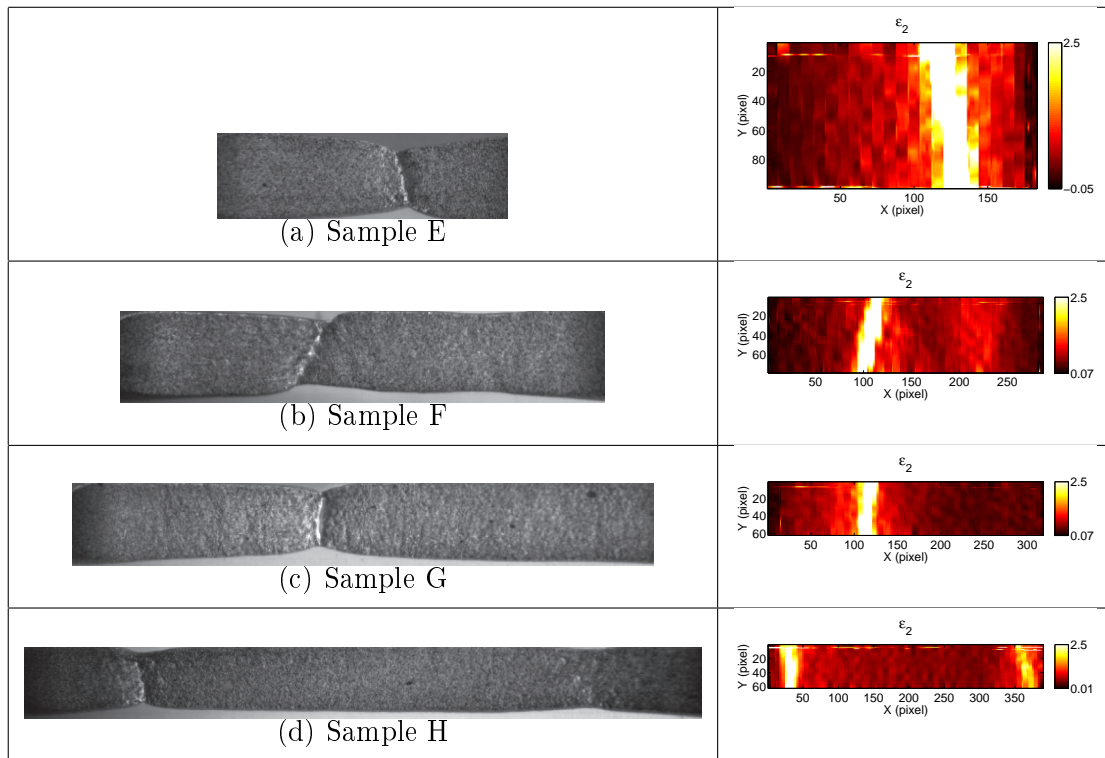 ε2
2.5
20
40
60
80
Y (pixel)
−0.05
50
100
150
X (pixel)
(a) Sample E
ε2
2.5
20
40
60
Y (pixel)
0.07
50
100
150
200
250
X (pixel)
(b) Sample F
ε2
2.5
20
40
60
Y (pixel)
0.07
50
100
150
200
250
300
X (pixel)
(c) Sample G
ε2
2.5
20
40
60
Y (pixel)
0.01
50
100
150
200
250
300
350
X (pixel)
(d) Sample H